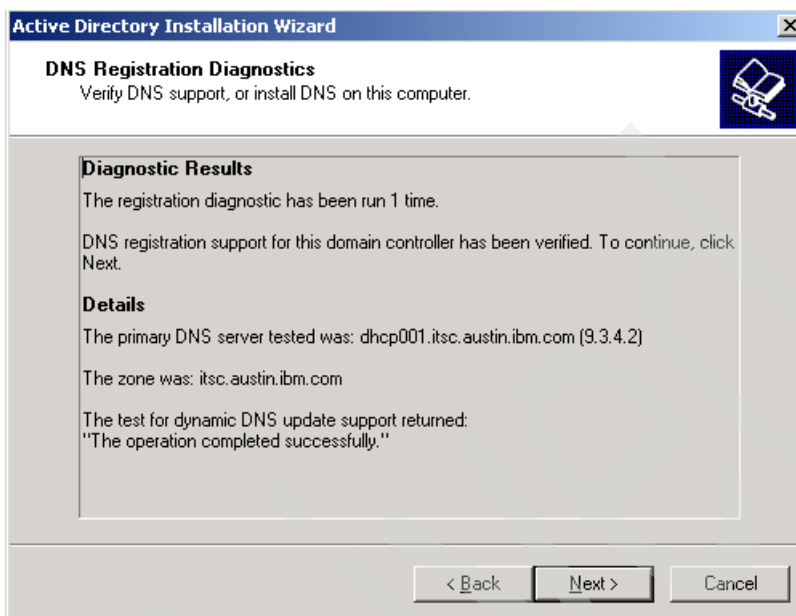 Active Directory Installation Wizard
DNS Registration Diagnostics
Verify DNS support, or install DNS on this computer.
Diagnostic Results
The registration diagnostic has been run 1 time.
DNS registration support for this domain controller has been verified. To continue, click
Next.
Details
The primary DNS server tested was: dhcp001.itsc.austin.ibm.com (9.3.4.2)
The zone was: itsc.austin.ibm.com
The test for dynamic DNS update support returned:
"The operation completed successfully."
< Back
Next >
Cancel